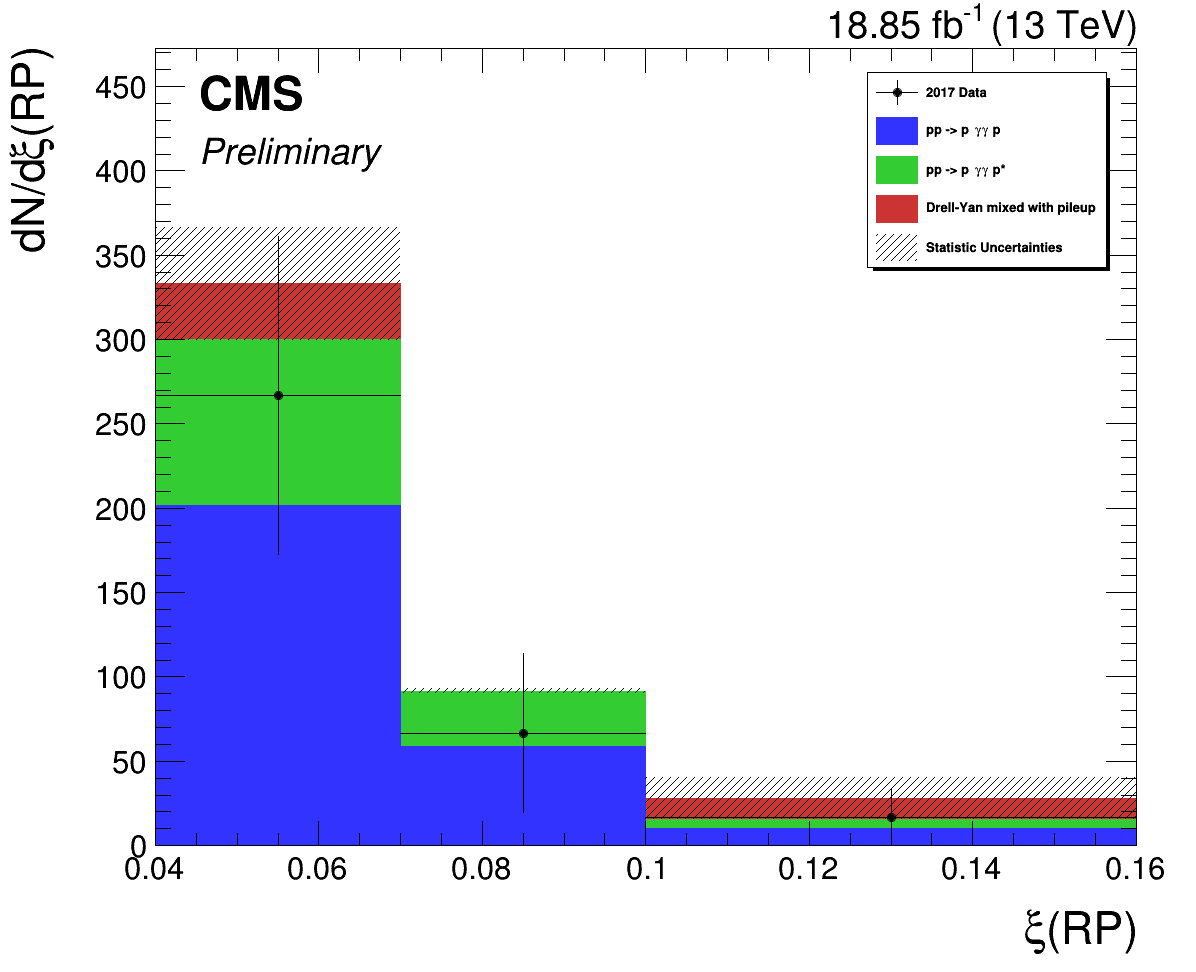 18.85 fb⁻¹ (13 TeV)
dN/dξ(RP)
CMS
Preliminary
2017 Data
pp -> p γγ p
pp -> p γγ p*
Drell-Yan mixed with pileup
Statistic Uncertainties
450
400
350
300
250
200
150
100
50
0
0.04 0.06 0.08 0.1 0.12 0.14 0.16
ξ(RP)